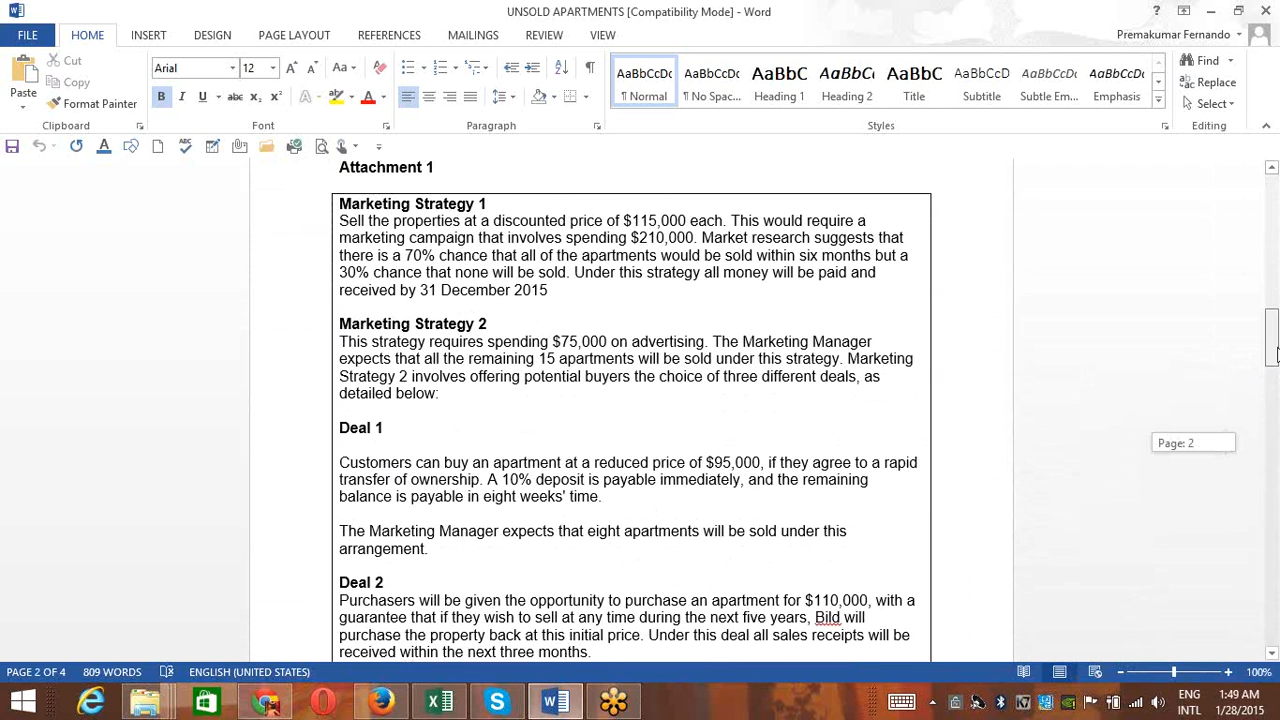 UNSOLD APARTMENTS [Compatibility Mode] - Word
FILE HOME INSERT DESIGN PAGE LAYOUT REFERENCES MAILINGS REVIEW VIEW Premakumar Fernando
Paste
Cut
Copy
Format Painter
Clipboard
Arial 12
Font
Paragraph
AaBbCcDc AaBbCcDc AaBbC AaBbCc AaBbC AaBbCcD AaBbCcDc AaBbCcDc
¶ Normal ¶ No Spac... Heading 1 Heading 2 Title Subtitle Subtle Em... Emphasis
Styles
Find
Replace
Select
Editing
Attachment 1
Marketing Strategy 1
Sell the properties at a discounted price of $115,000 each. This would require a
marketing campaign that involves spending $210,000. Market research suggests that
there is a 70% chance that all of the apartments would be sold within six months but a
30% chance that none will be sold. Under this strategy all money will be paid and
received by 31 December 2015
Marketing Strategy 2
This strategy requires spending $75,000 on advertising. The Marketing Manager
expects that all the remaining 15 apartments will be sold under this strategy. Marketing
Strategy 2 involves offering potential buyers the choice of three different deals, as
detailed below:
Deal 1
Customers can buy an apartment at a reduced price of $95,000, if they agree to a rapid
transfer of ownership. A 10% deposit is payable immediately, and the remaining
balance is payable in eight weeks' time.
The Marketing Manager expects that eight apartments will be sold under this
arrangement.
Deal 2
Purchasers will be given the opportunity to purchase an apartment for $110,000, with a
guarantee that if they wish to sell at any time during the next five years, Bild will
purchase the property back at this initial price. Under this deal all sales receipts will be
received within the next three months.
Page: 2
PAGE 2 OF 4 809 WORDS ENGLISH (UNITED STATES) 100%
ENG 1:49 AM
INTL 1/28/2015